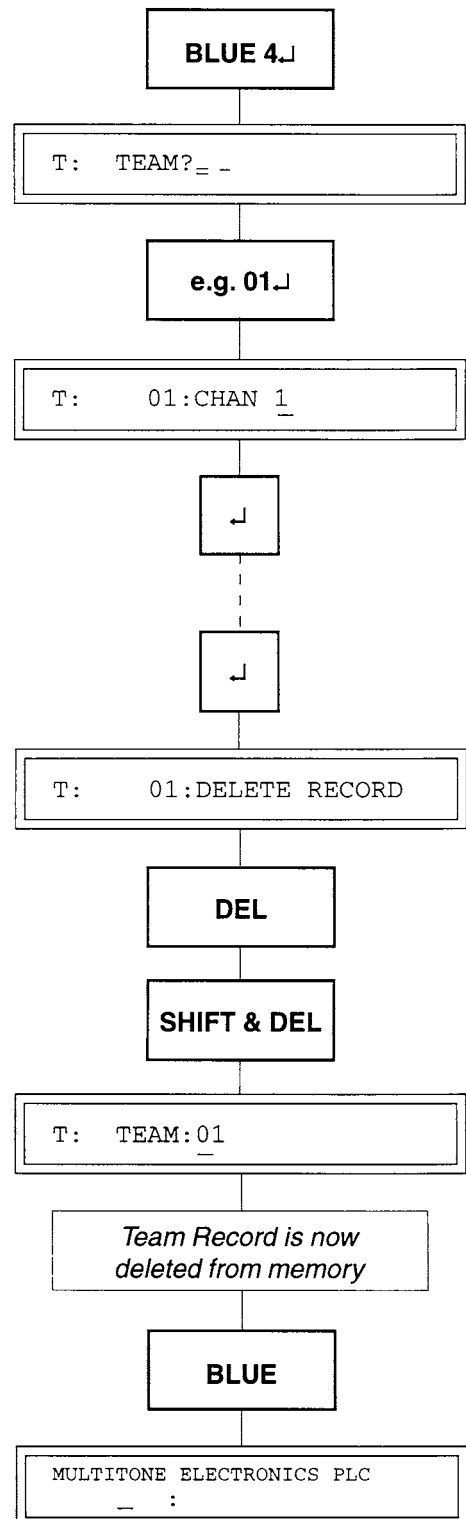 BLUE 4↵
T: TEAM?_ _
e.g. 01↵
T: 01:CHAN 1
↵
↵
T: 01:DELETE RECORD
DEL
SHIFT & DEL
T: TEAM:01
Team Record is now
deleted from memory
BLUE
MULTITONE ELECTRONICS PLC
_ :